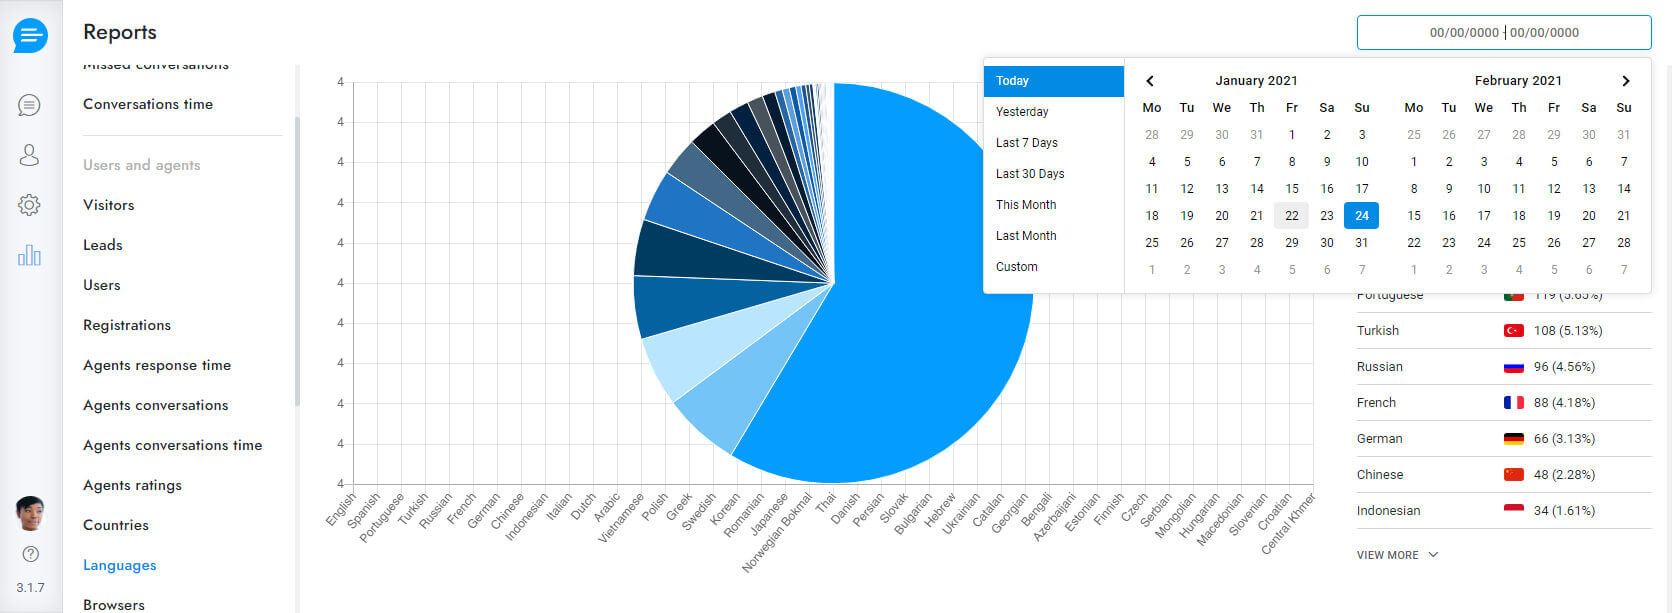 Reports
00/00/0000 - 00/00/0000
Missed conversations
Conversations time
Users and agents
Visitors
Leads
Users
Registrations
Agents response time
Agents conversations
Agents conversations time
Agents ratings
Countries
Languages
Browsers
3.1.7
4
4
4
4
4
4
4
4
4
4
4
English
Spanish
Portuguese
Turkish
Russian
French
German
Chinese
Indonesian
Italian
Dutch
Arabic
Vietnamese
Polish
Greek
Swedish
Korean
Romanian
Japanese
Norwegian Bokmal
Thai
Danish
Persian
Slovak
Bulgarian
Hebrew
Ukrainian
Catalan
Georgian
Bengali
Azerbaijani
Estonian
Finnish
Czech
Serbian
Mongolian
Hungarian
Macedonian
Slovenian
Croatian
Central Khmer
Today
Yesterday
Last 7 Days
Last 30 Days
This Month
Last Month
Custom
January 2021
Mo Tu We Th Fr Sa Su
28 29 30 31 1 2 3
4 5 6 7 8 9 10
11 12 13 14 15 16 17
18 19 20 21 22 23 24
25 26 27 28 29 30 31
1 2 3 4 5 6 7
February 2021
Mo Tu We Th Fr Sa Su
25 26 27 28 29 30 31
1 2 3 4 5 6 7
8 9 10 11 12 13 14
15 16 17 18 19 20 21
22 23 24 25 26 27 28
1 2 3 4 5 6 7
Portuguese 119 (5.65%)
Turkish 108 (5.13%)
Russian 96 (4.56%)
French 88 (4.18%)
German 66 (3.13%)
Chinese 48 (2.28%)
Indonesian 34 (1.61%)
VIEW MORE